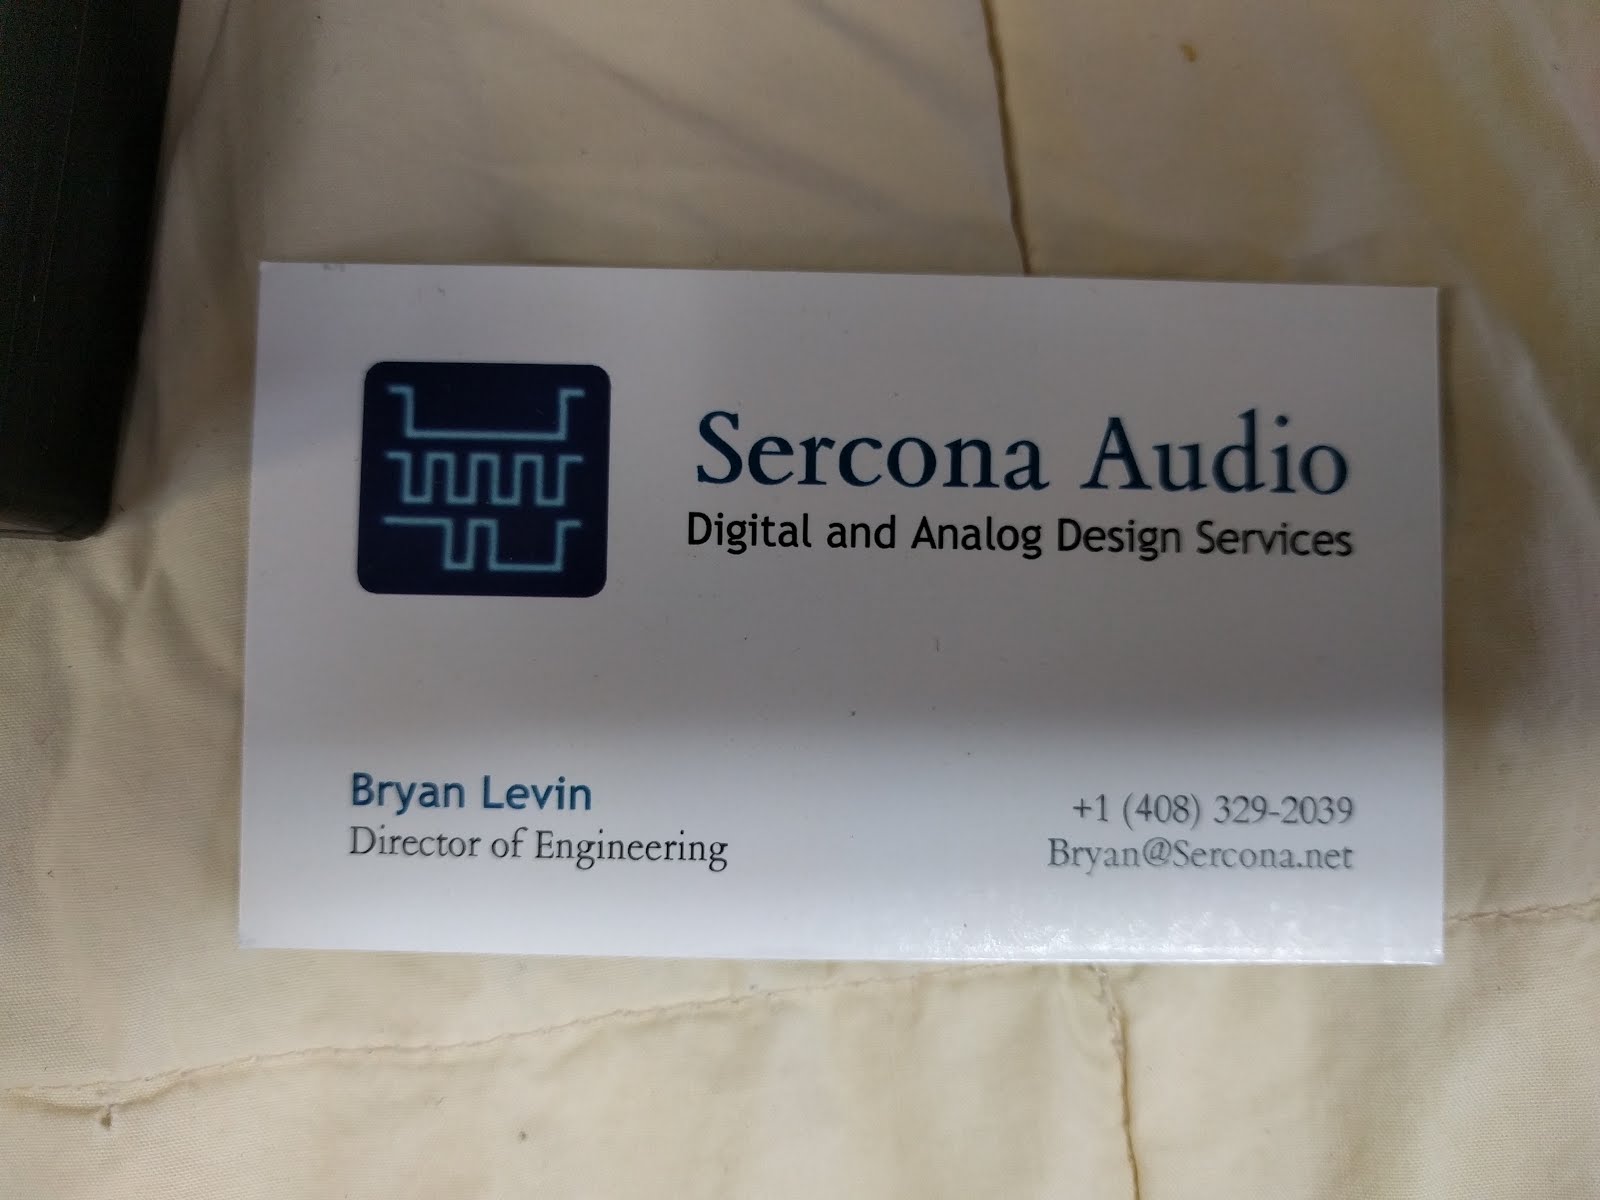 Sercona Audio
Digital and Analog Design Services
Bryan Levin
Director of Engineering
+1 (408) 329-2039
Bryan@Sercona.net